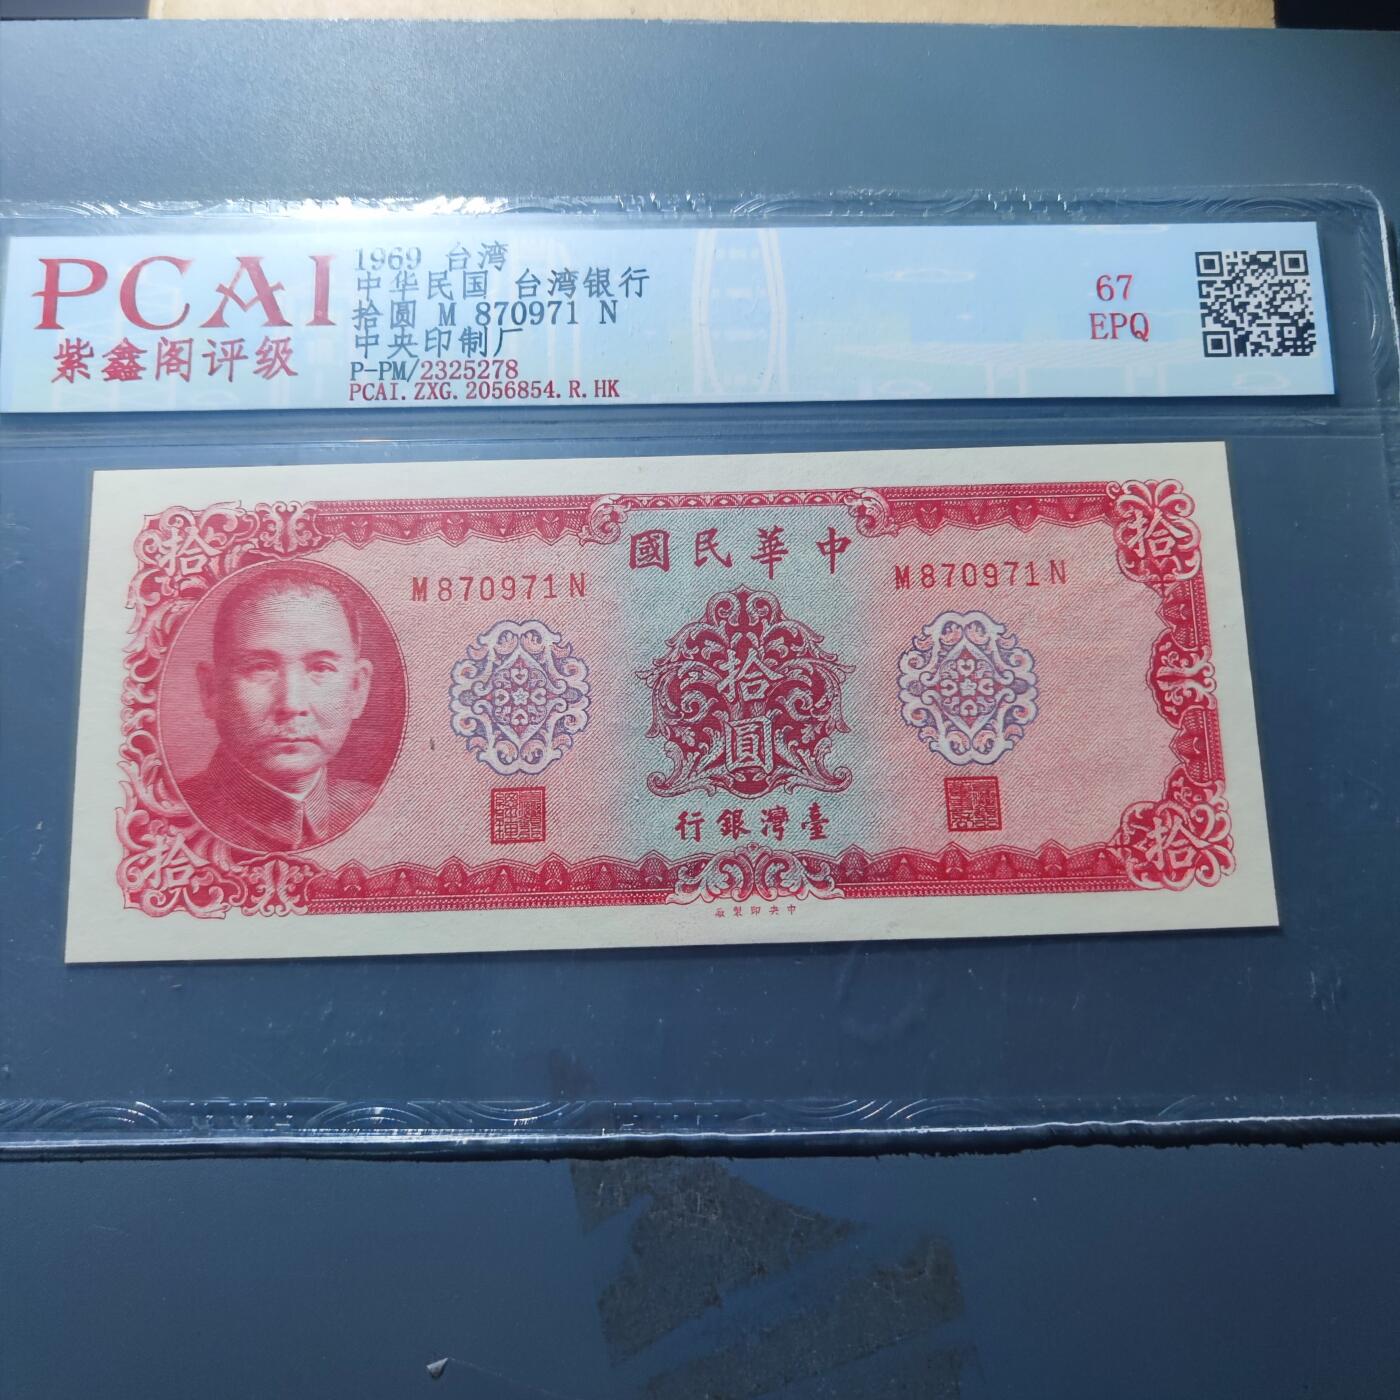 PCAI
紫鑫阁评级
1969 台湾
中华民国 台湾银行
拾圆 M 870971 N
中央印制厂
P-PM/2325278
PCAI.ZXG.2056854.R.HK
67
EPQ
國民華中
拾
拾
M870971N
M870971N
拾
圓
行銀灣臺
拾
拾
廠製印央中